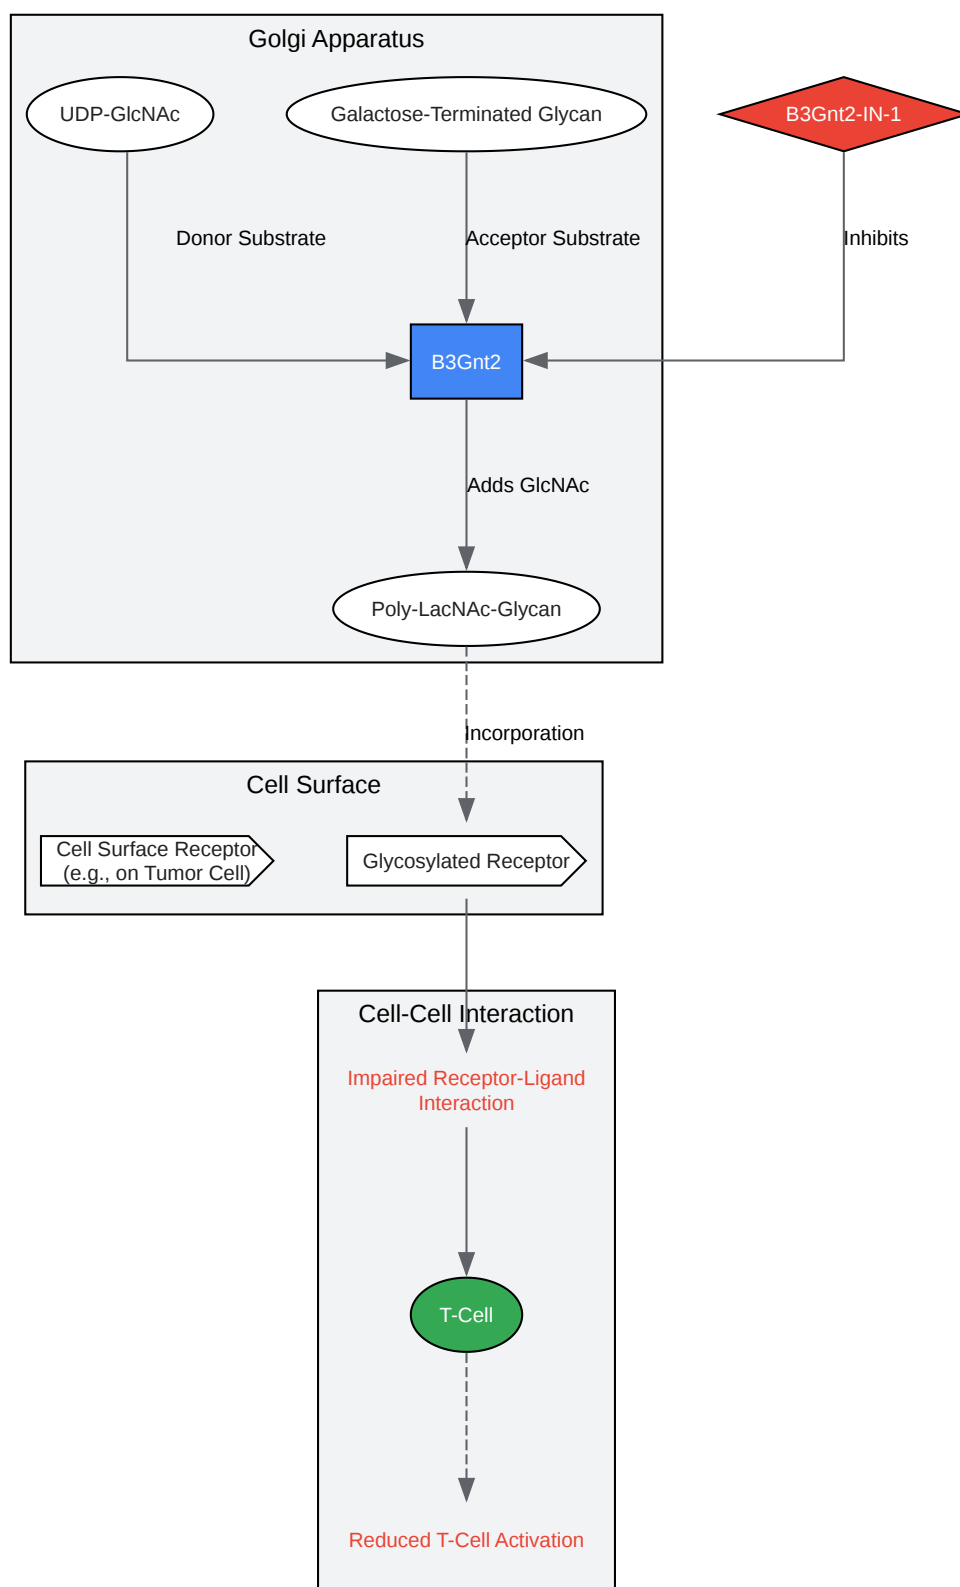 Golgi Apparatus
UDP-GlcNAc
Galactose-Terminated Glycan
B3Gnt2-IN-1
Donor Substrate
Acceptor Substrate
Inhibits
B3Gnt2
Adds GlcNAc
Poly-LacNAc-Glycan
Incorporation
Cell Surface
Cell Surface Receptor
(e.g., on Tumor Cell)
Glycosylated Receptor
Cell-Cell Interaction
Impaired Receptor-Ligand
Interaction
T-Cell
Reduced T-Cell Activation